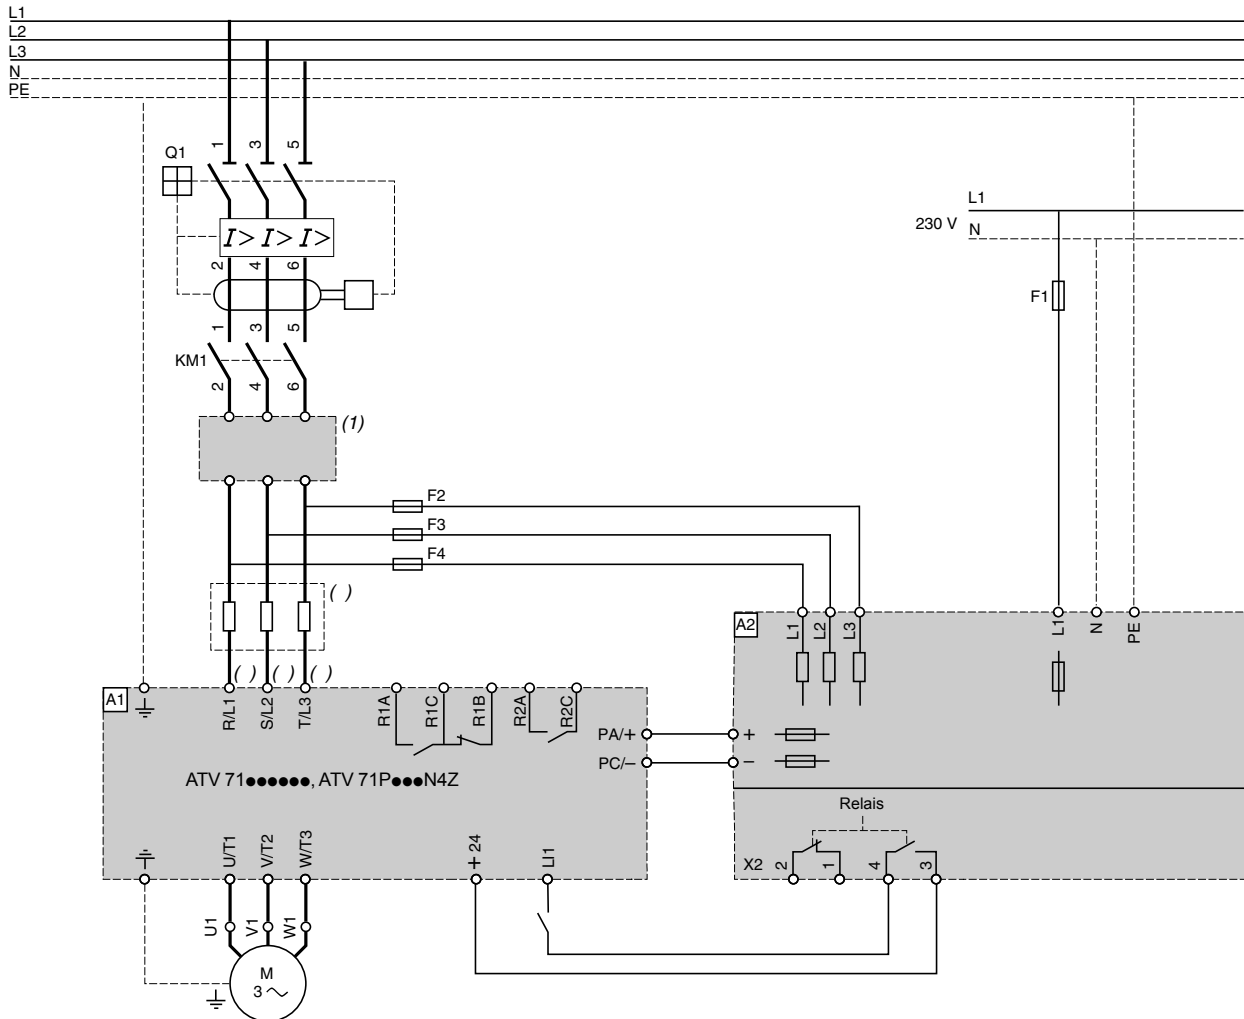 L1
L2
L3
N
PE
Q1
1
3
5
I> I> I>
2
4
6
1
3
5
KM1
2
4
6
(1)
L1
230 V
N
F1
F2
F3
F4
( )
( ) ( ) ( )
A1
R/L1
S/L2
T/L3
R1A
R1C
R1B
R2A
R2C
PA/+
PC/–
ATV 71●●●●●●, ATV 71P●●●N4Z
U/T1
V/T2
W/T3
+ 24
LI1
A2
L1
L2
L3
L1
N
PE
+
–
Relais
X2
2
1
4
3
U1
V1
W1
M
3 ~